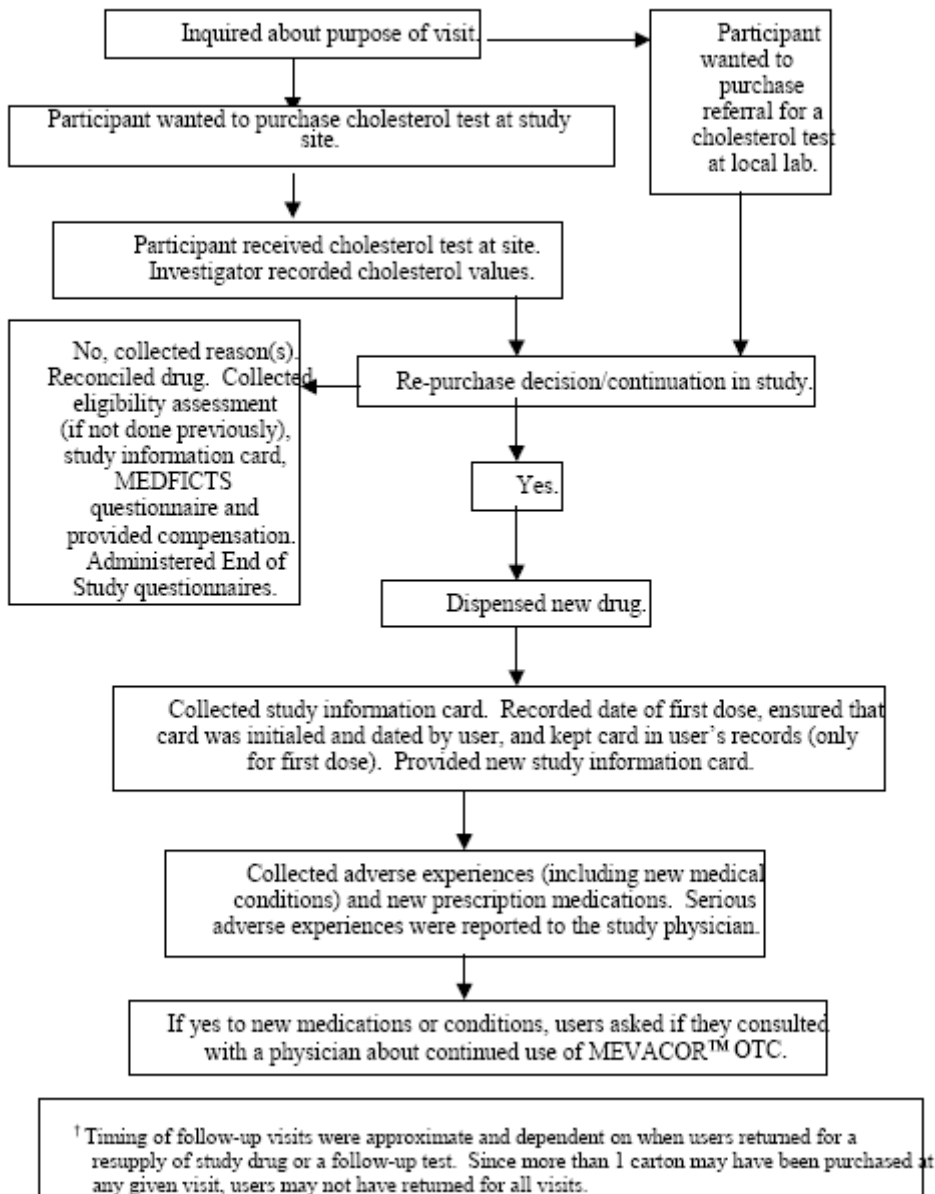 Inquired about purpose of visit.
Participant
wanted to
purchase
referral for a
cholesterol test
at local lab.
Participant wanted to purchase cholesterol test at study
site.
Participant received cholesterol test at site.
Investigator recorded cholesterol values.
No, collected reason(s).
Reconciled drug. Collected
eligibility assessment
(if not done previously),
study information card,
MEDFICTS
questionnaire and
provided compensation.
Administered End of
Study questionnaires.
Re-purchase decision/continuation in study.
Yes.
Dispensed new drug.
Collected study information card. Recorded date of first dose, ensured that
card was initialed and dated by user, and kept card in user's records (only
for first dose). Provided new study information card.
Collected adverse experiences (including new medical
conditions) and new prescription medications. Serious
adverse experiences were reported to the study physician.
If yes to new medications or conditions, users asked if they consulted
with a physician about continued use of MEVACOR™ OTC.
† Timing of follow-up visits were approximate and dependent on when users returned for a
resupply of study drug or a follow-up test. Since more than 1 carton may have been purchased at
any given visit, users may not have returned for all visits.